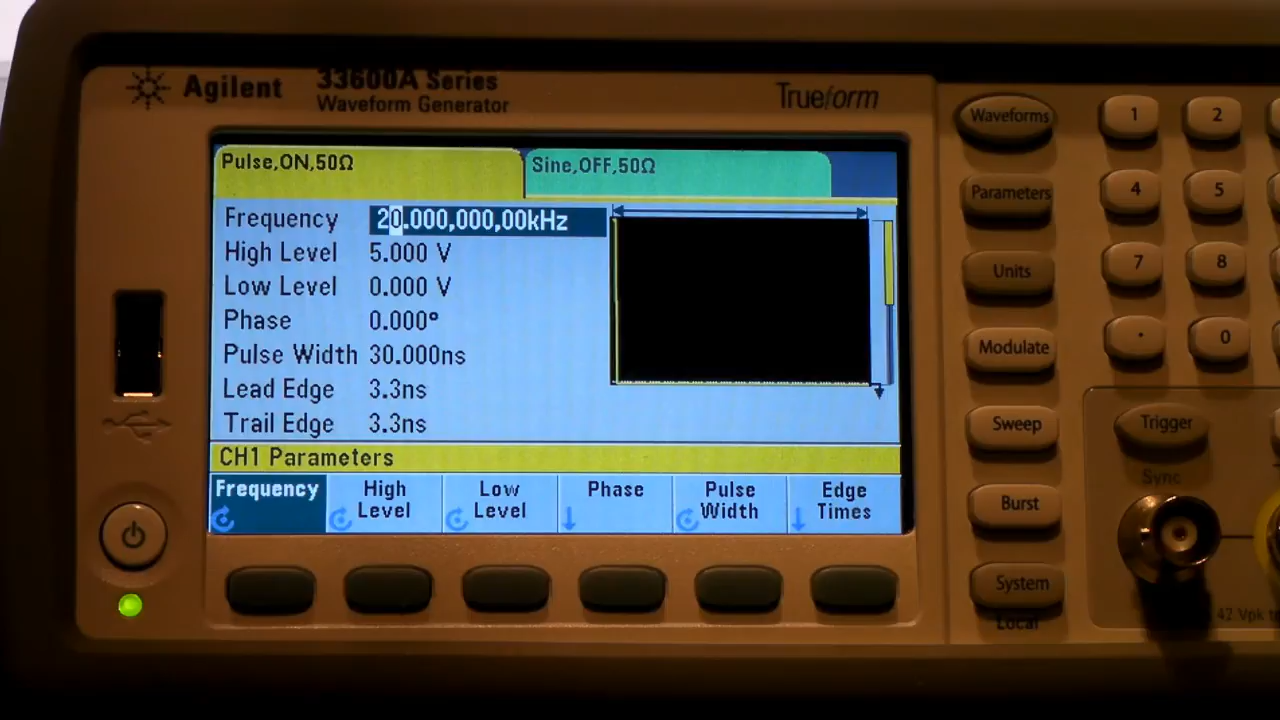 Agilent
33600A Series
Waveform Generator
Trueform
Pulse,ON,50Ω
Sine,OFF,50Ω
Frequency 20.000,000,00kHz
High Level 5.000 V
Low Level 0.000 V
Phase 0.000°
Pulse Width 30.000ns
Lead Edge 3.3ns
Trail Edge 3.3ns
CH1 Parameters
Frequency
High Level
Low Level
Phase
Pulse Width
Edge Times
Waveforms
Parameters
Units
Modulate
Sweep
Burst
System
Local
1 2
4 5
7 8
. 0
Trigger
Sync
42 Vpk